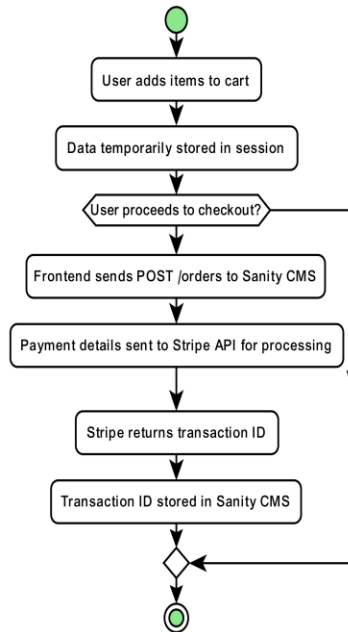 User adds items to cart
Data temporarily stored in session
User proceeds to checkout?
Frontend sends POST /orders to Sanity CMS
Payment details sent to Stripe API for processing
Stripe returns transaction ID
Transaction ID stored in Sanity CMS